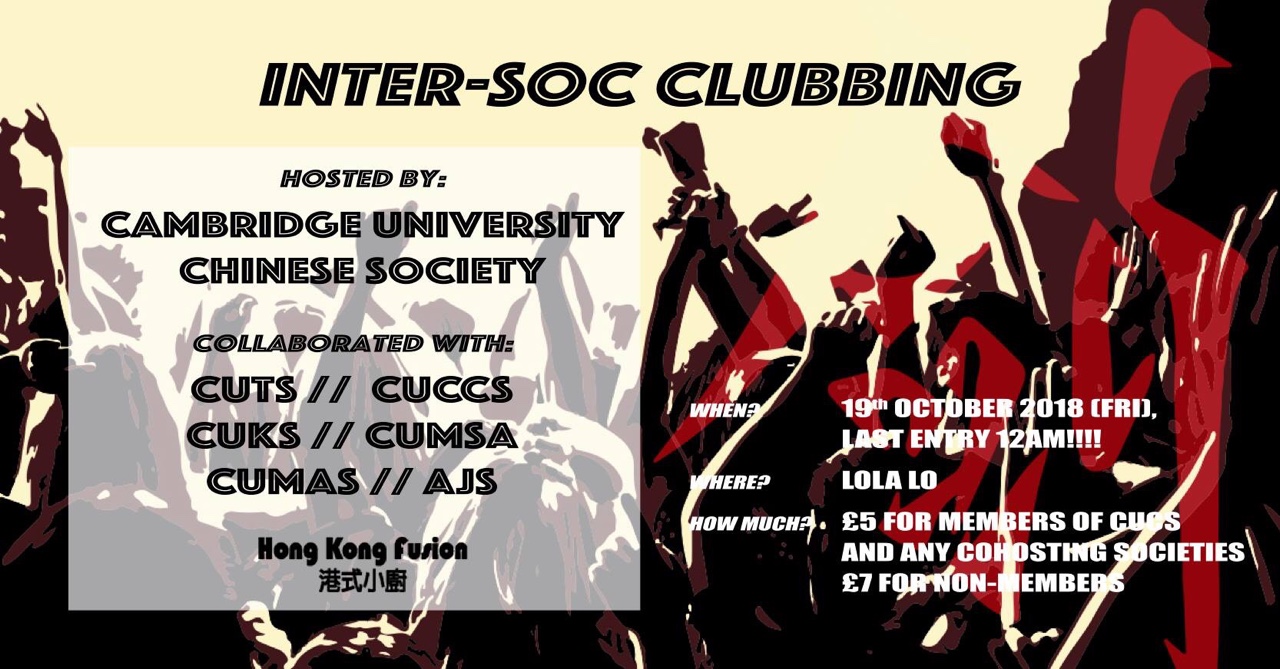 INTER-SOC CLUBBING
HOSTED BY:
CAMBRIDGE UNIVERSITY
CHINESE SOCIETY
COLLABORATED WITH:
CUTS // CUCCS
CUKS // CUMSA
CUMAS // AJS
Hong Kong Fusion
港式小廚
WHEN? 19th OCTOBER 2018 (FRI),
LAST ENTRY 12AM!!!!
WHERE? LOLA LO
HOW MUCH? £5 FOR MEMBERS OF CUCS
AND ANY COHOSTING SOCIETIES
£7 FOR NON-MEMBERS